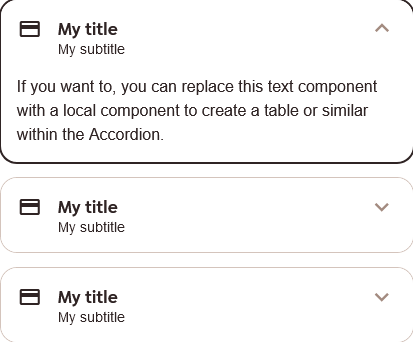 My title
My subtitle
If you want to, you can replace this text component
with a local component to create a table or similar
within the Accordion.
My title
My subtitle
My title
My subtitle